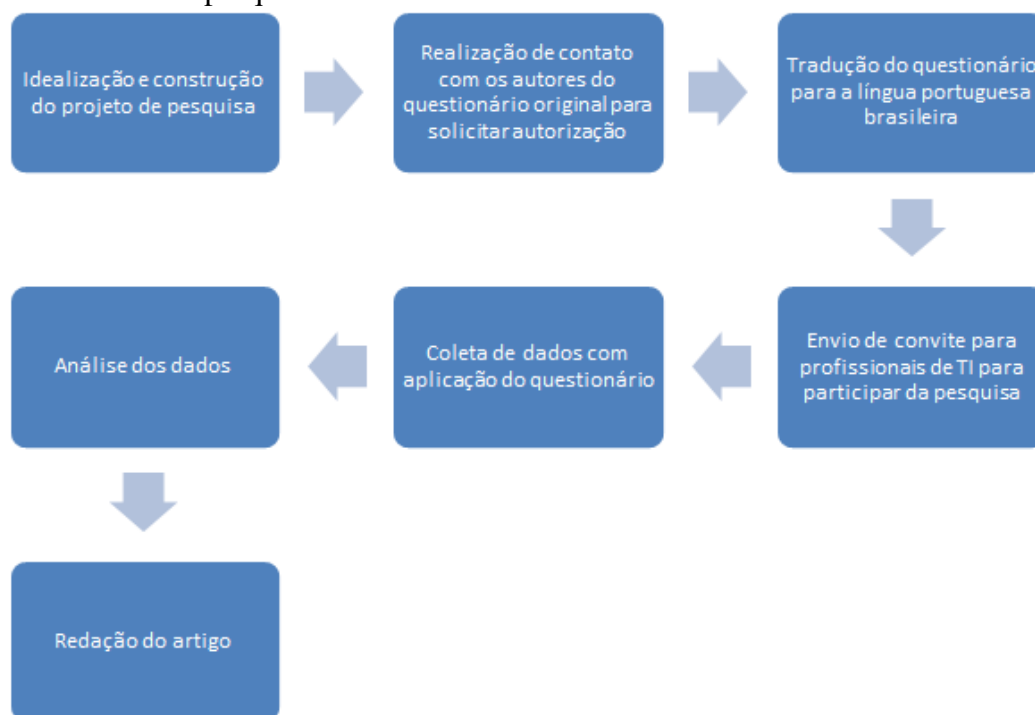 Idealização e construção
do projeto de pesquisa
Realização de contato
com os autores do
questionário original para
solicitar autorização
Tradução do questionário
para a língua portuguesa
brasileira
Análise dos dados
Coleta de dados com
aplicação do questionário
Envio de convite para
profissionais de TI para
participar da pesquisa
Redação do artigo